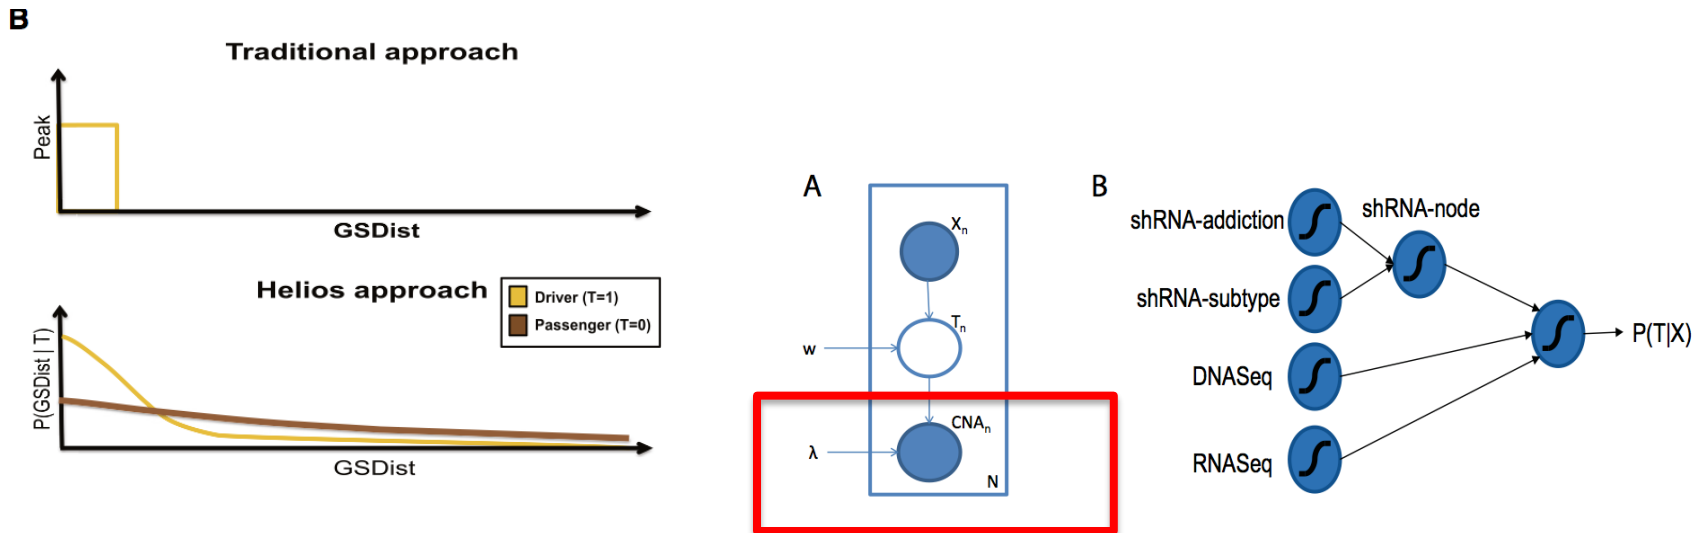 B
Traditional approach
Peak
GSDist
Helios approach
Driver (T=1)
Passenger (T=0)
P(GSDist | T)
GSDist
A
Xn
Tn
w
CNAn
λ
N
B
shRNA-addiction
shRNA-node
shRNA-subtype
DNASeq
RNASeq
P(T|X)